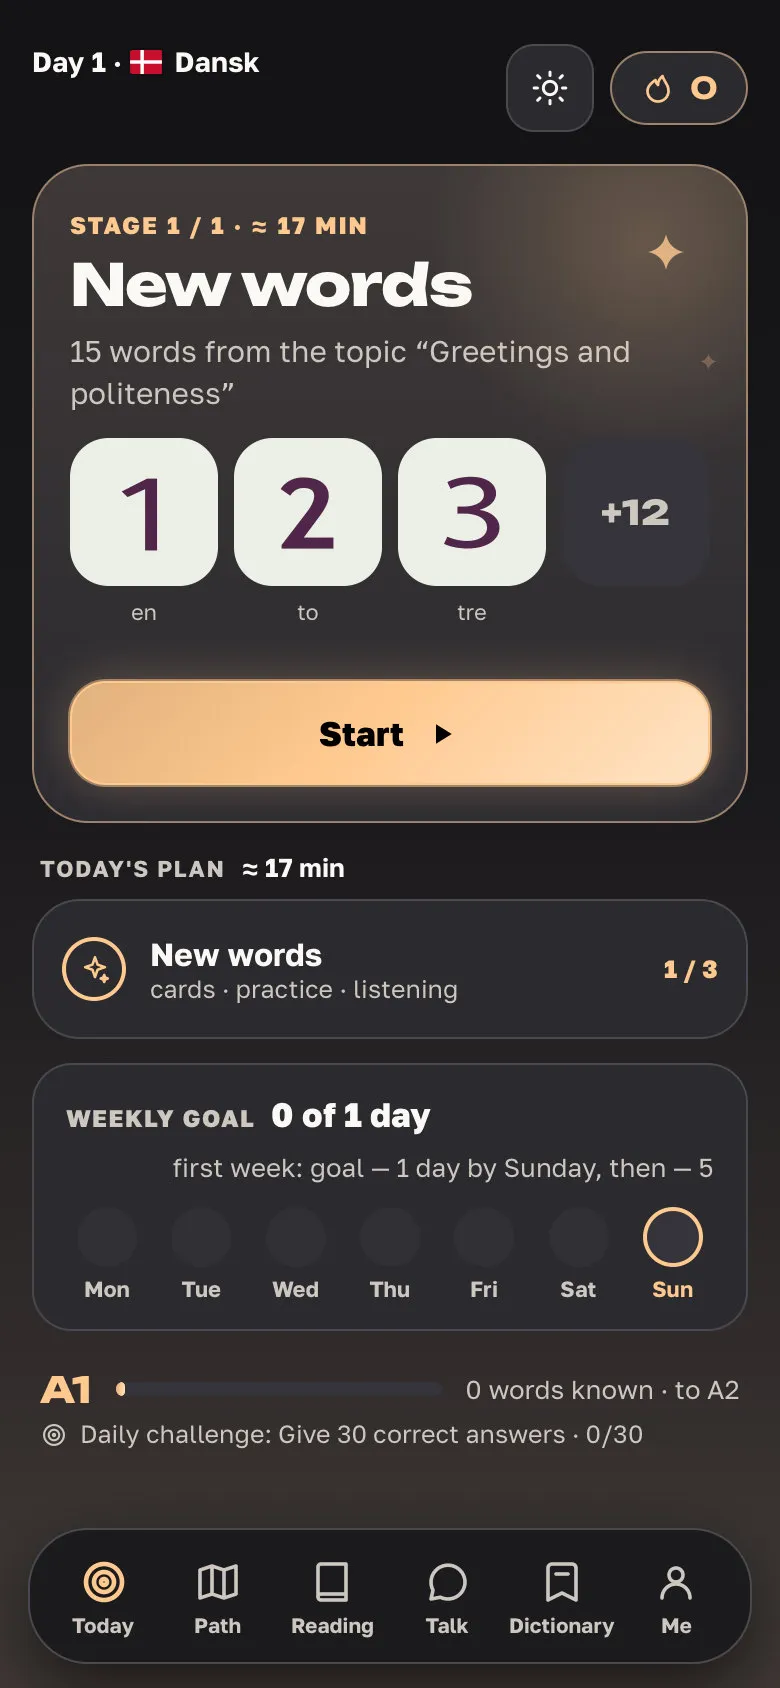 Day 1 · Dansk
0
STAGE 1 / 1 · ≈ 17 MIN
New words
15 words from the topic “Greetings and
politeness”
1 2 3 +12
en to tre
Start
TODAY'S PLAN ≈ 17 min
New words
cards · practice · listening
1 / 3
WEEKLY GOAL 0 of 1 day
first week: goal — 1 day by Sunday, then — 5
Mon Tue Wed Thu Fri Sat Sun
A1 0 words known · to A2
Daily challenge: Give 30 correct answers · 0/30
Today Path Reading Talk Dictionary Me